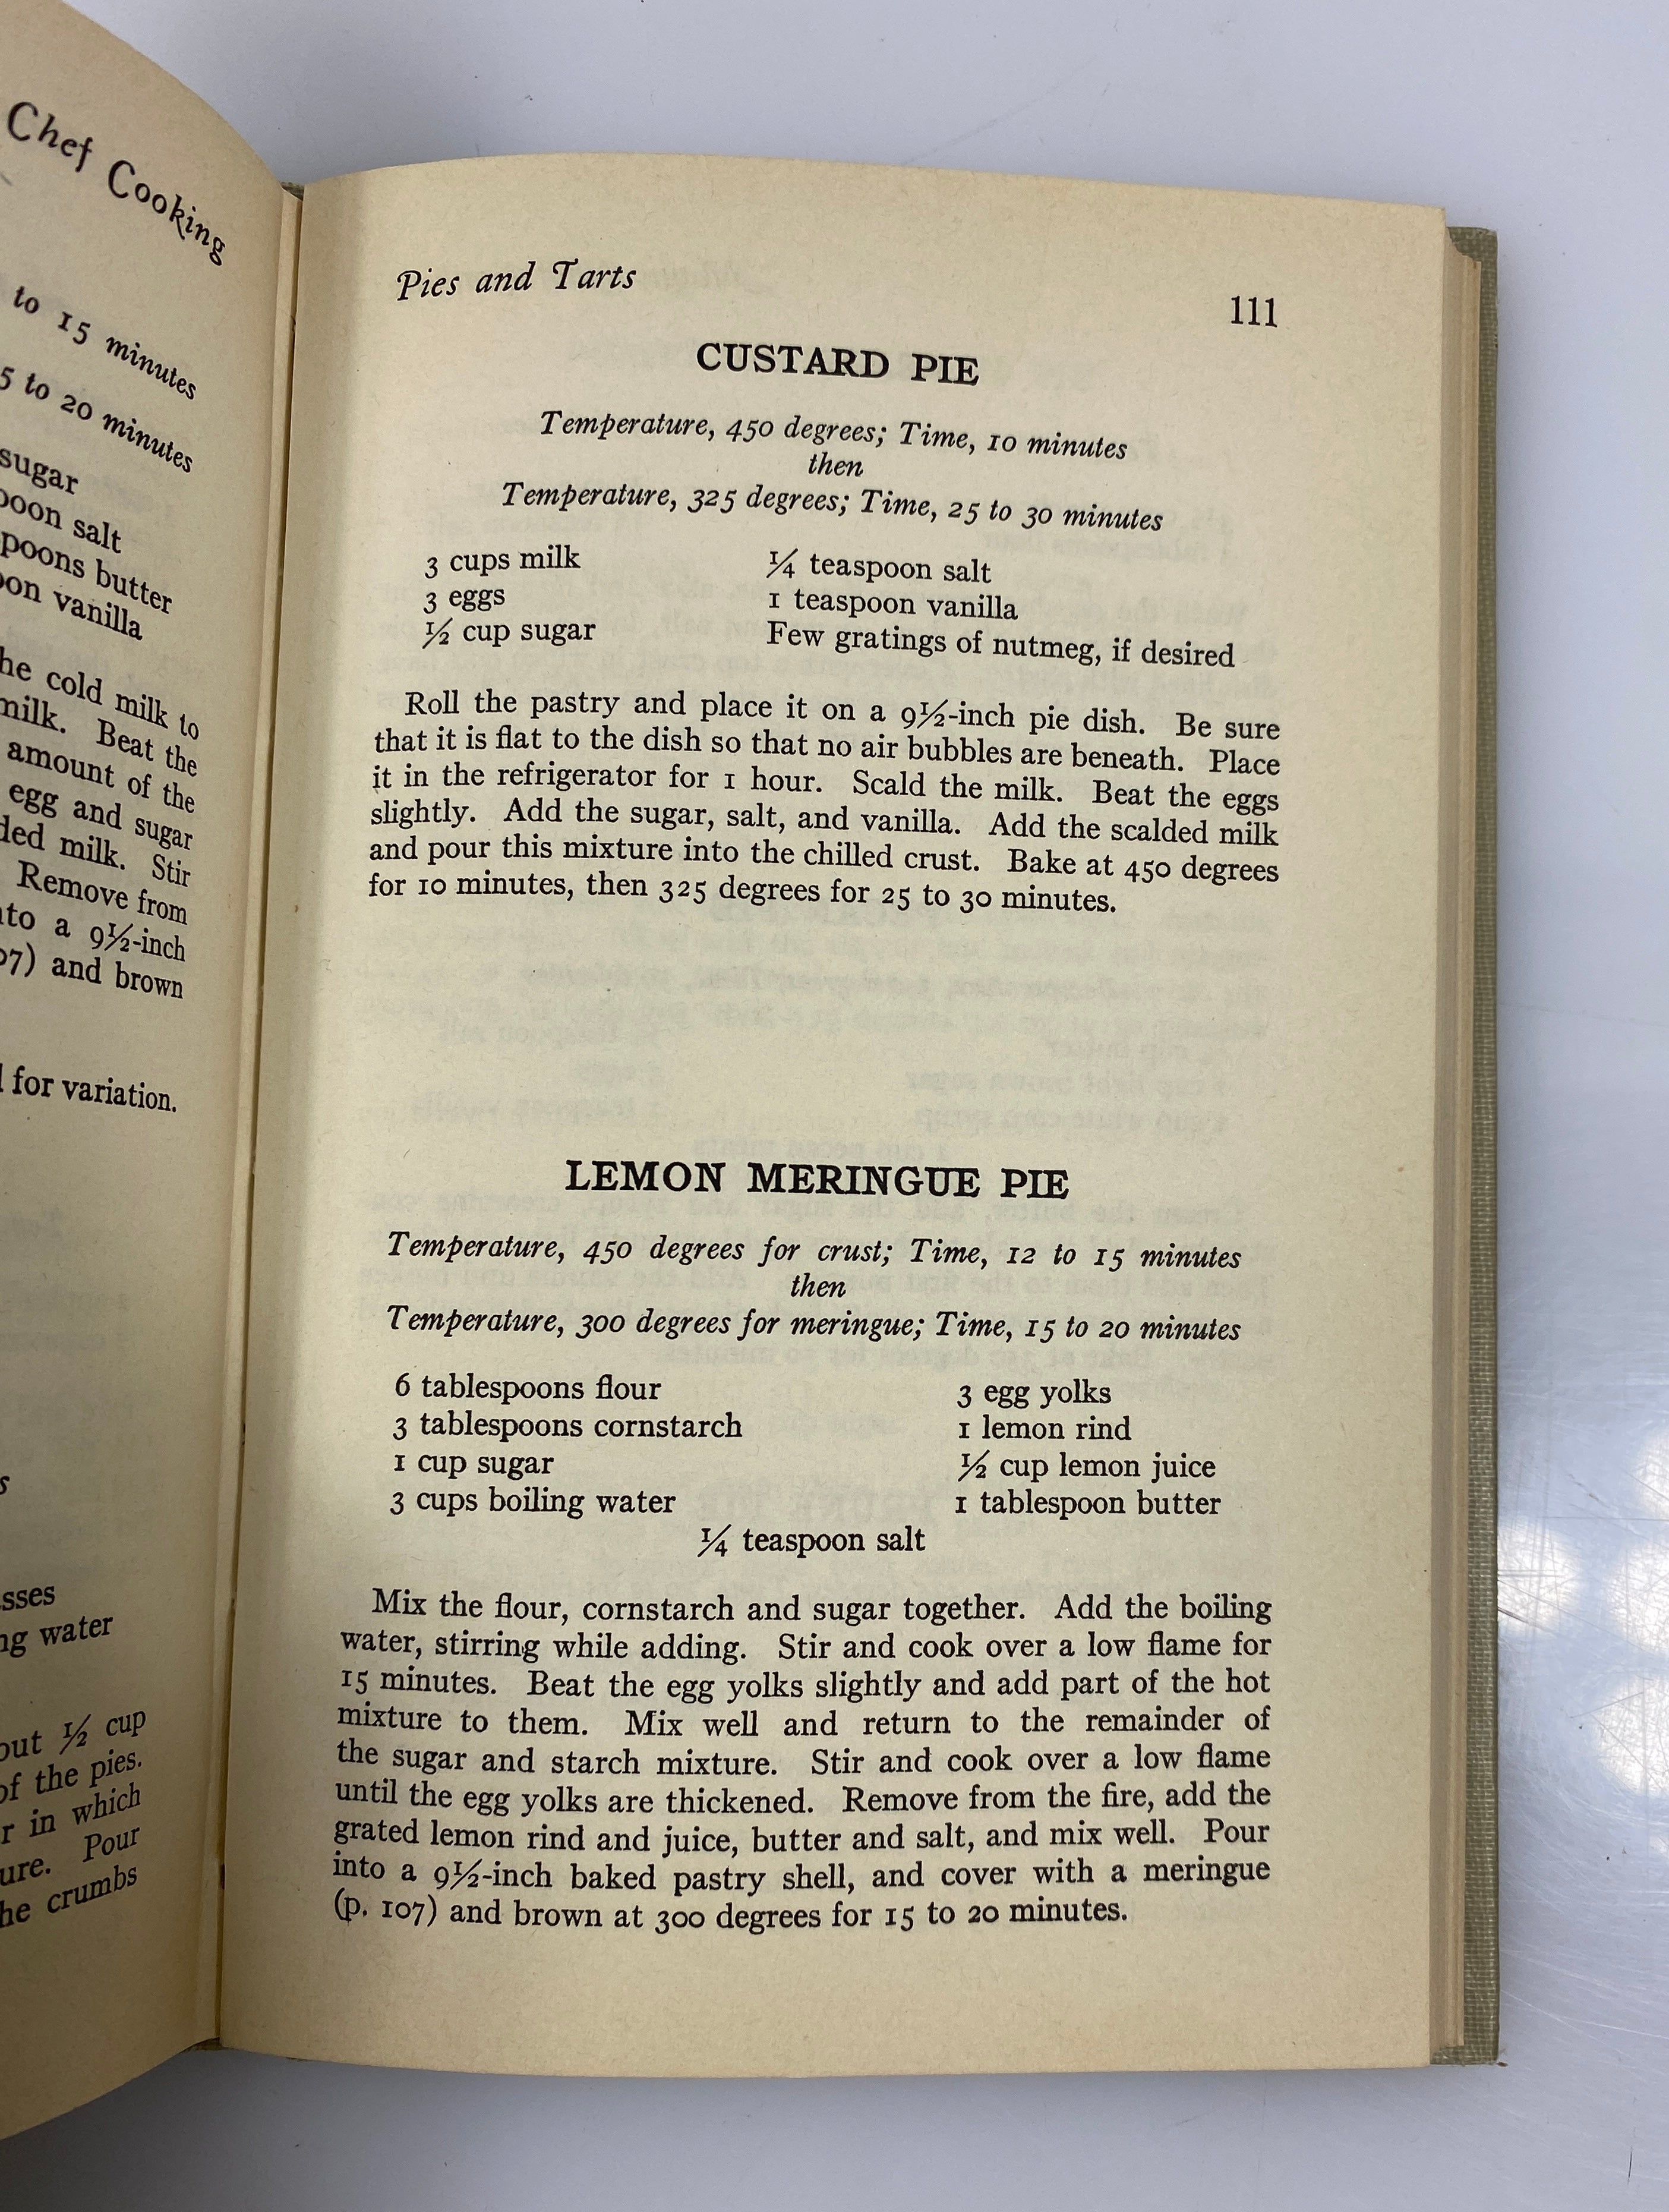 Chef Cooking
to 15 minutes
5 to 20 minutes
sugar
salt
butter
vanilla
cold milk to
milk. Beat the
amount of the
egg and sugar
milk. Stir
Remove from
a 9½-inch
and brown
for variation.
water
½ cup
of the pies.
in which
Pour
crumbs
Pies and Tarts
111
CUSTARD PIE
Temperature, 450 degrees; Time, 10 minutes
then
Temperature, 325 degrees; Time, 25 to 30 minutes
3 cups milk ¼ teaspoon salt
3 eggs 1 teaspoon vanilla
½ cup sugar Few gratings of nutmeg, if desired
Roll the pastry and place it on a 9½-inch pie dish. Be sure
that it is flat to the dish so that no air bubbles are beneath. Place
it in the refrigerator for 1 hour. Scald the milk. Beat the eggs
slightly. Add the sugar, salt, and vanilla. Add the scalded milk
and pour this mixture into the chilled crust. Bake at 450 degrees
for 10 minutes, then 325 degrees for 25 to 30 minutes.
LEMON MERINGUE PIE
Temperature, 450 degrees for crust; Time, 12 to 15 minutes
then
Temperature, 300 degrees for meringue; Time, 15 to 20 minutes
6 tablespoons flour 3 egg yolks
3 tablespoons cornstarch 1 lemon rind
1 cup sugar ½ cup lemon juice
3 cups boiling water 1 tablespoon butter
¼ teaspoon salt
Mix the flour, cornstarch and sugar together. Add the boiling
water, stirring while adding. Stir and cook over a low flame for
15 minutes. Beat the egg yolks slightly and add part of the hot
mixture to them. Mix well and return to the remainder of
the sugar and starch mixture. Stir and cook over a low flame
until the egg yolks are thickened. Remove from the fire, add the
grated lemon rind and juice, butter and salt, and mix well. Pour
into a 9½-inch baked pastry shell, and cover with a meringue
(p. 107) and brown at 300 degrees for 15 to 20 minutes.